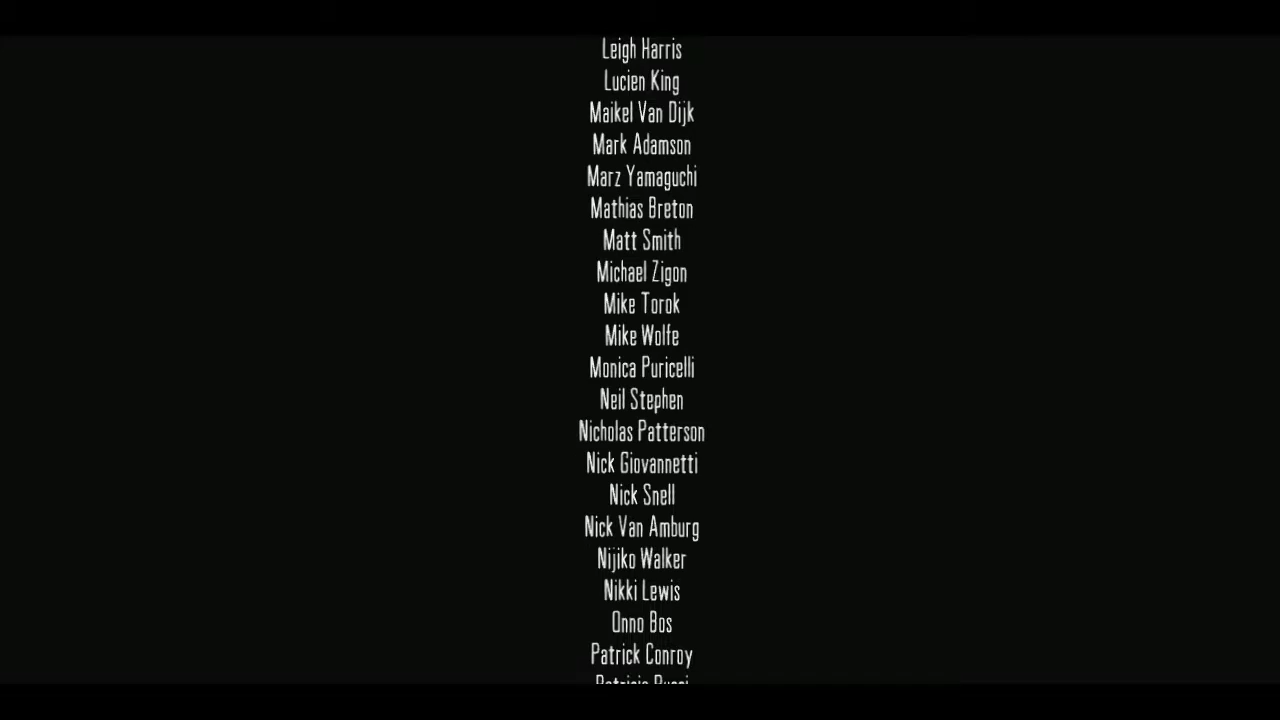 Leigh Harris
Lucien King
Maikel Van Dijk
Mark Adamson
Marz Yamaguchi
Mathias Breton
Matt Smith
Michael Zigon
Mike Torok
Mike Wolfe
Monica Puricelli
Neil Stephen
Nicholas Patterson
Nick Giovannetti
Nick Snell
Nick Van Amburg
Nijiko Walker
Nikki Lewis
Onno Bos
Patrick Conroy